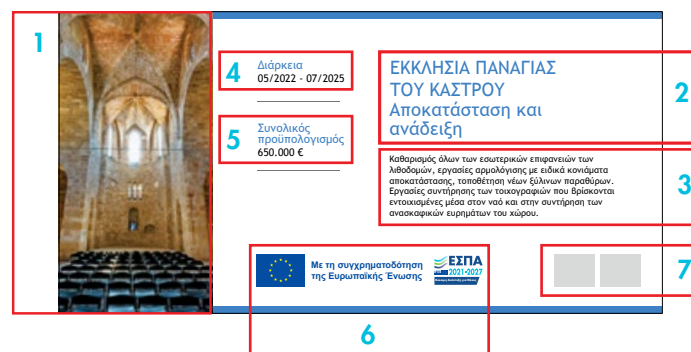 1
4
Διάρκεια
05/2022 - 07/2025
5
Συνολικός
προϋπολογισμός
650.000 €
ΕΚΚΛΗΣΙΑ ΠΑΝΑΓΙΑΣ
ΤΟΥ ΚΑΣΤΡΟΥ
Αποκατάσταση και
ανάδειξη
2
Καθαρισμός όλων των εσωτερικών επιφανειών των
λιθοδομών, εργασίες αρμολόγησης με ειδικά κονιάματα
αποκατάστασης, τοποθέτηση νέων ξύλινων παραθύρων.
Εργασίες συντήρησης των τοιχογραφιών που βρίσκονται
εντοιχισμένες μέσα στον ναό και στην συντήρηση των
ανασκαφικών ευρημάτων του χώρου.
3
Με τη συγχρηματοδότηση
της Ευρωπαϊκής Ένωσης
ΕΣΠΑ
2021-2027
6
7